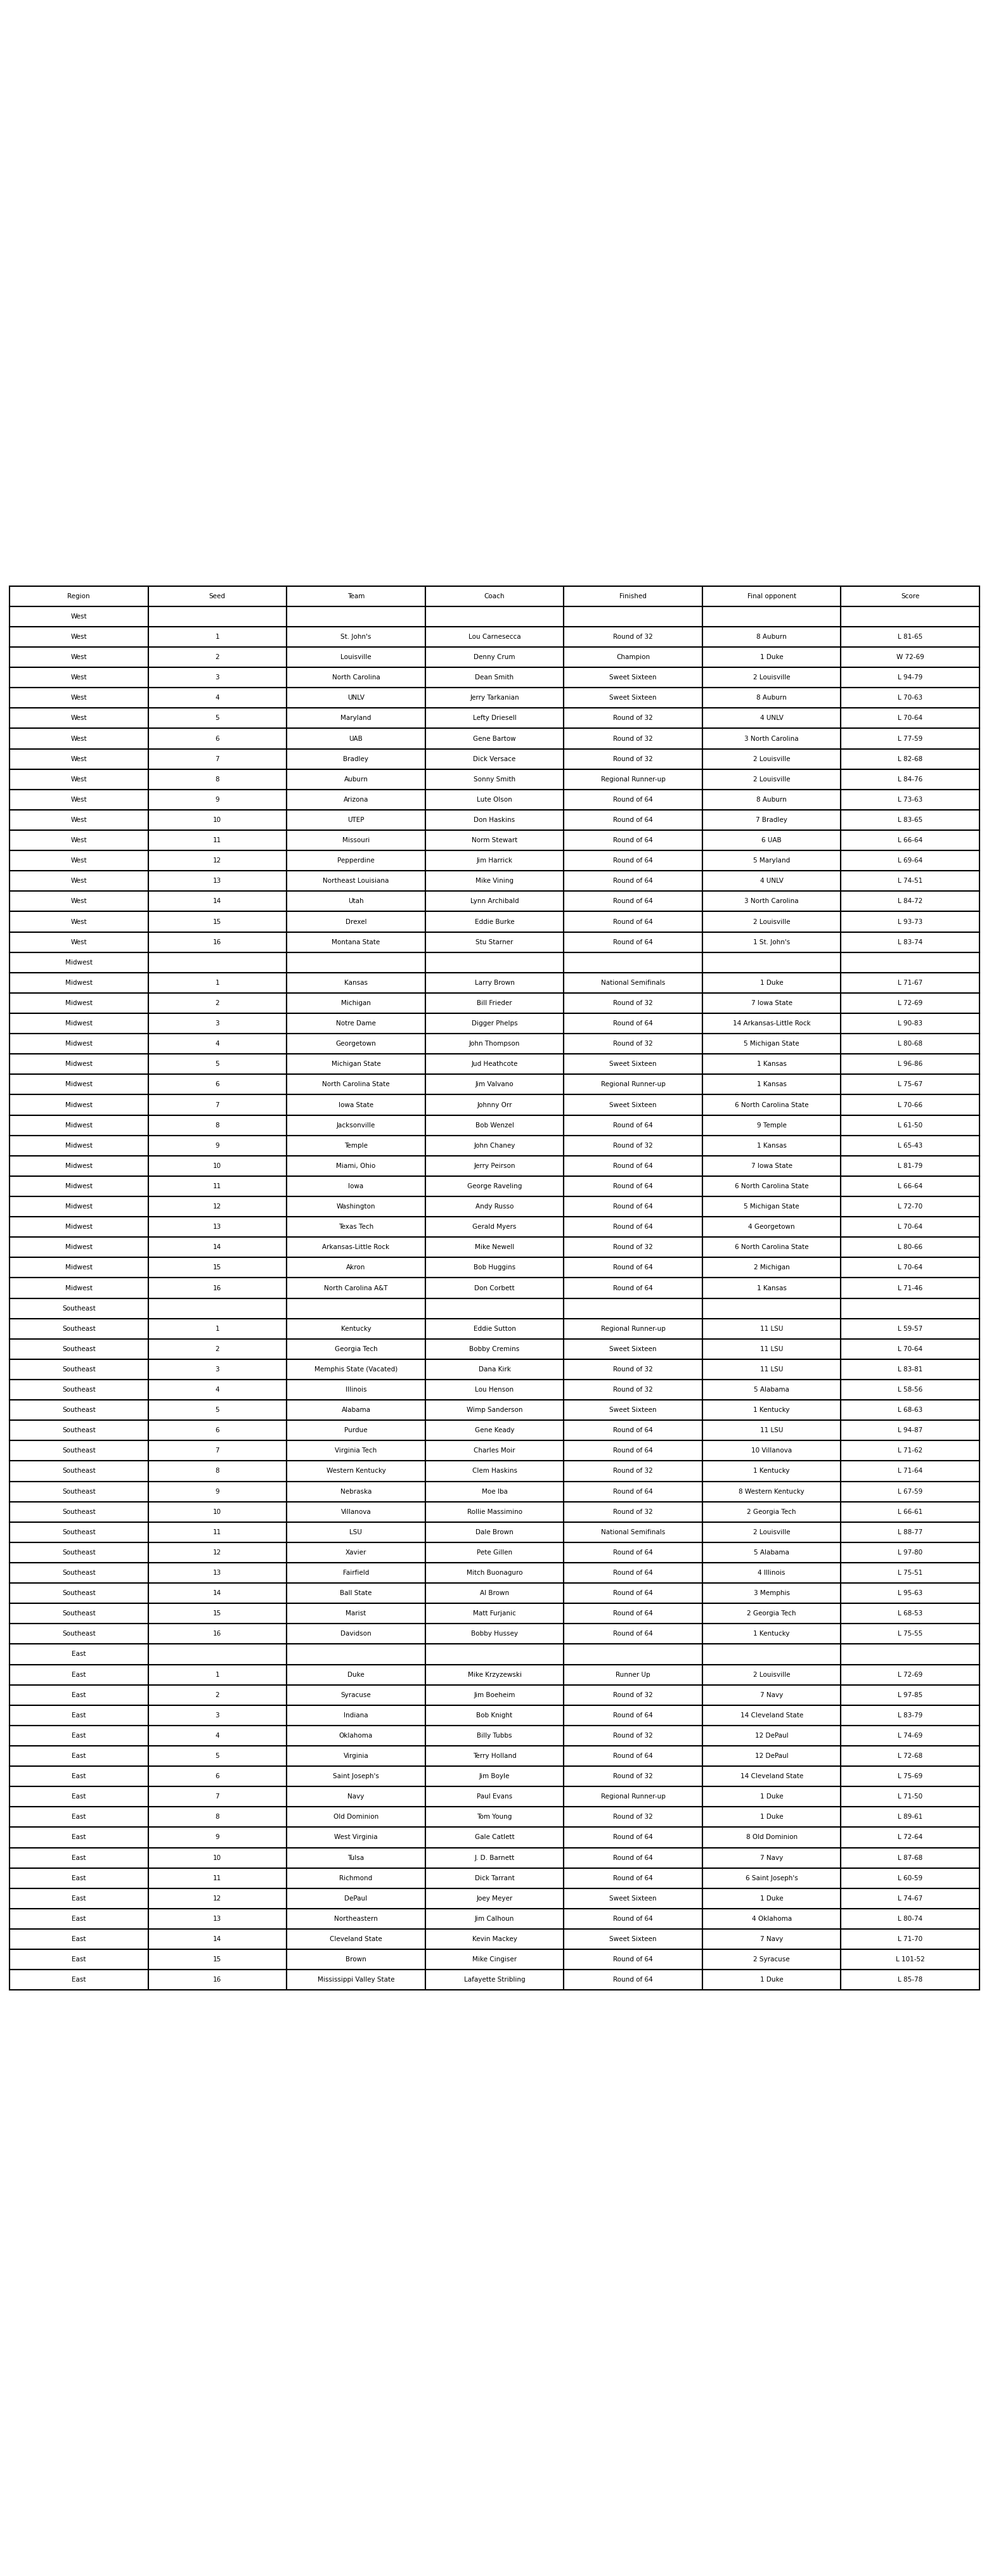 Region Seed Team Coach Finished Final opponent Score
West
West 1 St. John's Lou Carnesecca Round of 32 8 Auburn L 81-65
West 2 Louisville Denny Crum Champion 1 Duke W 72-69
West 3 North Carolina Dean Smith Sweet Sixteen 2 Louisville L 94-79
West 4 UNLV Jerry Tarkanian Sweet Sixteen 8 Auburn L 70-63
West 5 Maryland Lefty Driesell Round of 32 4 UNLV L 70-64
West 6 UAB Gene Bartow Round of 32 3 North Carolina L 77-59
West 7 Bradley Dick Versace Round of 32 2 Louisville L 82-68
West 8 Auburn Sonny Smith Regional Runner-up 2 Louisville L 84-76
West 9 Arizona Lute Olson Round of 64 8 Auburn L 73-63
West 10 UTEP Don Haskins Round of 64 7 Bradley L 83-65
West 11 Missouri Norm Stewart Round of 64 6 UAB L 66-64
West 12 Pepperdine Jim Harrick Round of 64 5 Maryland L 69-64
West 13 Northeast Louisiana Mike Vining Round of 64 4 UNLV L 74-51
West 14 Utah Lynn Archibald Round of 64 3 North Carolina L 84-72
West 15 Drexel Eddie Burke Round of 64 2 Louisville L 93-73
West 16 Montana State Stu Starner Round of 64 1 St. John's L 83-74
Midwest
Midwest 1 Kansas Larry Brown National Semifinals 1 Duke L 71-67
Midwest 2 Michigan Bill Frieder Round of 32 7 Iowa State L 72-69
Midwest 3 Notre Dame Digger Phelps Round of 64 14 Arkansas-Little Rock L 90-83
Midwest 4 Georgetown John Thompson Round of 32 5 Michigan State L 80-68
Midwest 5 Michigan State Jud Heathcote Sweet Sixteen 1 Kansas L 96-86
Midwest 6 North Carolina State Jim Valvano Regional Runner-up 1 Kansas L 75-67
Midwest 7 Iowa State Johnny Orr Sweet Sixteen 6 North Carolina State L 70-66
Midwest 8 Jacksonville Bob Wenzel Round of 64 9 Temple L 61-50
Midwest 9 Temple John Chaney Round of 32 1 Kansas L 65-43
Midwest 10 Miami, Ohio Jerry Peirson Round of 64 7 Iowa State L 81-79
Midwest 11 Iowa George Raveling Round of 64 6 North Carolina State L 66-64
Midwest 12 Washington Andy Russo Round of 64 5 Michigan State L 72-70
Midwest 13 Texas Tech Gerald Myers Round of 64 4 Georgetown L 70-64
Midwest 14 Arkansas-Little Rock Mike Newell Round of 32 6 North Carolina State L 80-66
Midwest 15 Akron Bob Huggins Round of 64 2 Michigan L 70-64
Midwest 16 North Carolina A&T Don Corbett Round of 64 1 Kansas L 71-46
Southeast
Southeast 1 Kentucky Eddie Sutton Regional Runner-up 11 LSU L 59-57
Southeast 2 Georgia Tech Bobby Cremins Sweet Sixteen 11 LSU L 70-64
Southeast 3 Memphis State (Vacated) Dana Kirk Round of 32 11 LSU L 83-81
Southeast 4 Illinois Lou Henson Round of 32 5 Alabama L 58-56
Southeast 5 Alabama Wimp Sanderson Sweet Sixteen 1 Kentucky L 68-63
Southeast 6 Purdue Gene Keady Round of 64 11 LSU L 94-87
Southeast 7 Virginia Tech Charles Moir Round of 64 10 Villanova L 71-62
Southeast 8 Western Kentucky Clem Haskins Round of 32 1 Kentucky L 71-64
Southeast 9 Nebraska Moe Iba Round of 64 8 Western Kentucky L 67-59
Southeast 10 Villanova Rollie Massimino Round of 32 2 Georgia Tech L 66-61
Southeast 11 LSU Dale Brown National Semifinals 2 Louisville L 88-77
Southeast 12 Xavier Pete Gillen Round of 64 5 Alabama L 97-80
Southeast 13 Fairfield Mitch Buonaguro Round of 64 4 Illinois L 75-51
Southeast 14 Ball State Al Brown Round of 64 3 Memphis L 95-63
Southeast 15 Marist Matt Furjanic Round of 64 2 Georgia Tech L 68-53
Southeast 16 Davidson Bobby Hussey Round of 64 1 Kentucky L 75-55
East
East 1 Duke Mike Krzyzewski Runner Up 2 Louisville L 72-69
East 2 Syracuse Jim Boeheim Round of 32 7 Navy L 97-85
East 3 Indiana Bob Knight Round of 64 14 Cleveland State L 83-79
East 4 Oklahoma Billy Tubbs Round of 32 12 DePaul L 74-69
East 5 Virginia Terry Holland Round of 64 12 DePaul L 72-68
East 6 Saint Joseph's Jim Boyle Round of 32 14 Cleveland State L 75-69
East 7 Navy Paul Evans Regional Runner-up 1 Duke L 71-50
East 8 Old Dominion Tom Young Round of 32 1 Duke L 89-61
East 9 West Virginia Gale Catlett Round of 64 8 Old Dominion L 72-64
East 10 Tulsa J. D. Barnett Round of 64 7 Navy L 87-68
East 11 Richmond Dick Tarrant Round of 64 6 Saint Joseph's L 60-59
East 12 DePaul Joey Meyer Sweet Sixteen 1 Duke L 74-67
East 13 Northeastern Jim Calhoun Round of 64 4 Oklahoma L 80-74
East 14 Cleveland State Kevin Mackey Sweet Sixteen 7 Navy L 71-70
East 15 Brown Mike Cingiser Round of 64 2 Syracuse L 101-52
East 16 Mississippi Valley State Lafayette Stribling Round of 64 1 Duke L 85-78